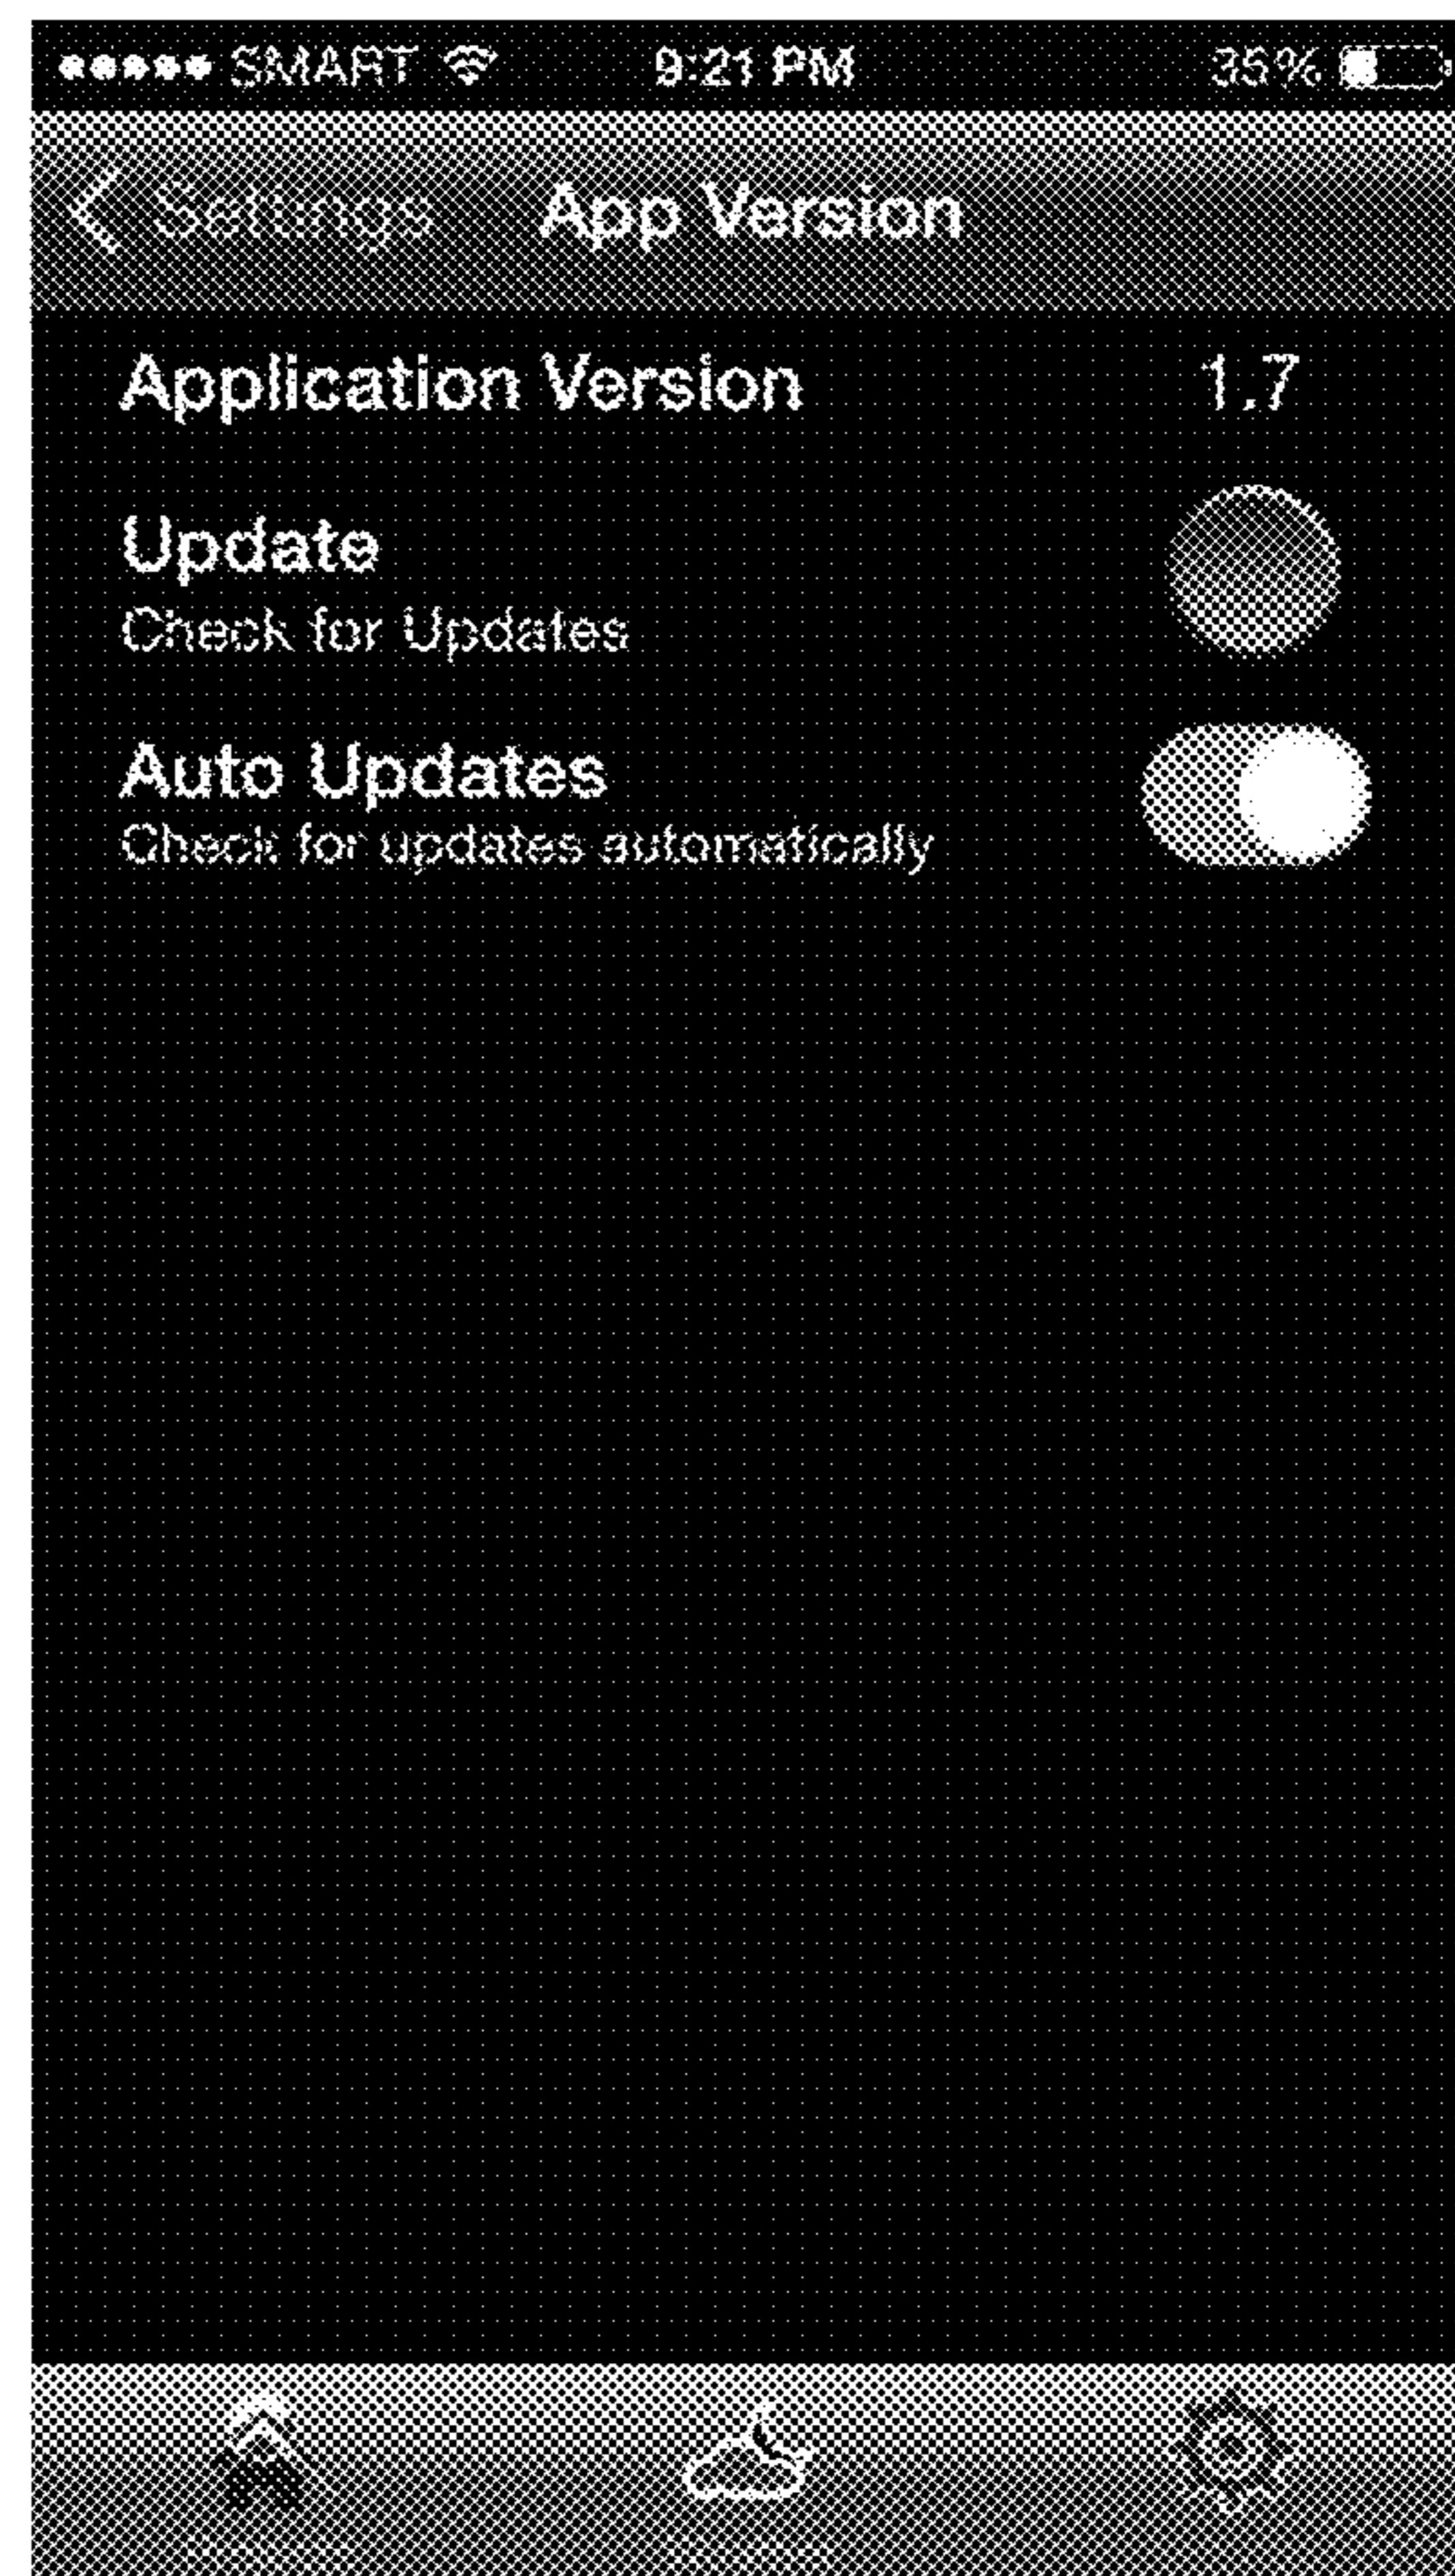 SMART 9:21 PM 35%
Settings App Version
Application Version 1.7
Update
Check for Updates
Auto Updates
Check for updates automatically